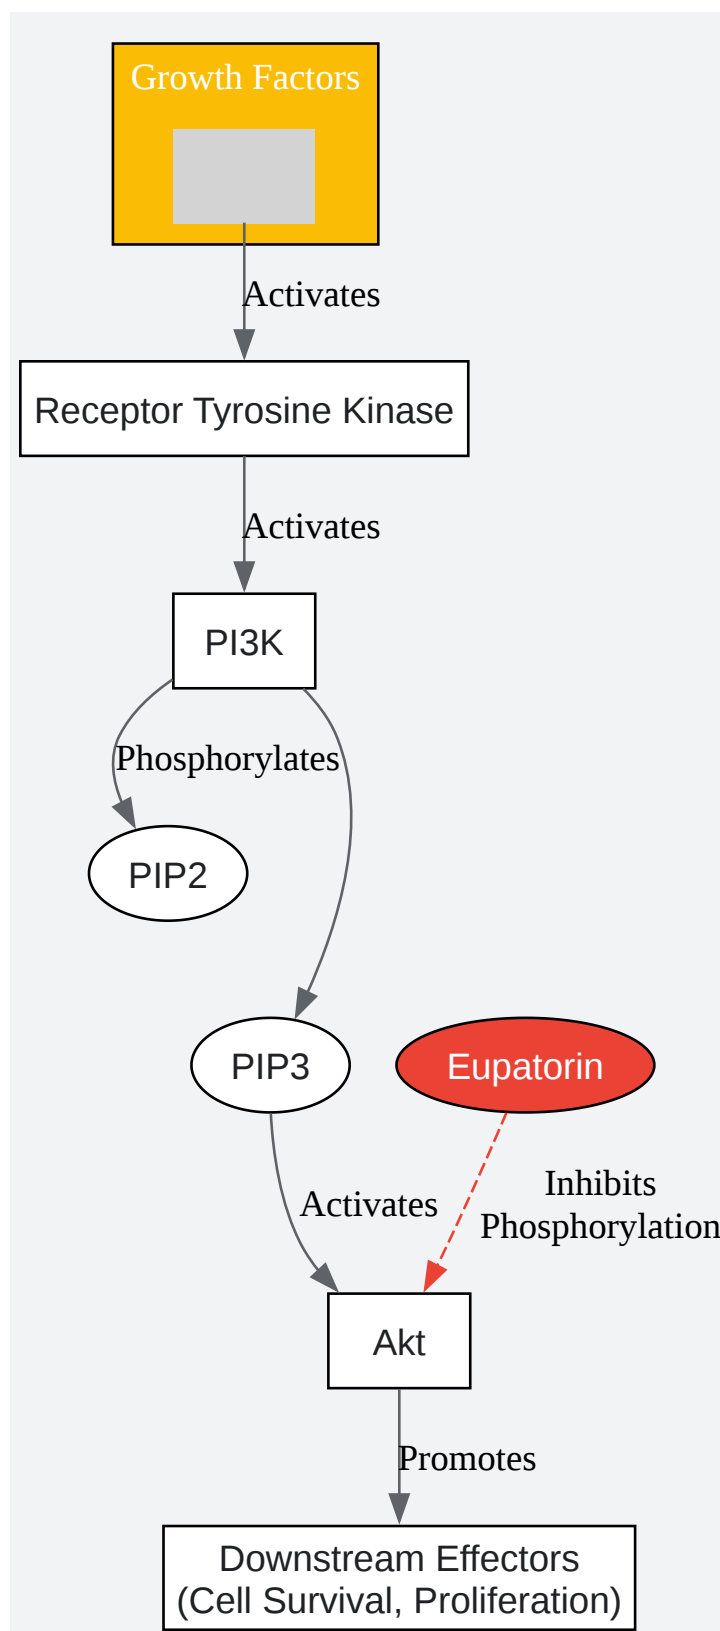 Growth Factors
Activates
Receptor Tyrosine Kinase
Activates
PI3K
Phosphorylates
PIP2
PIP3
Eupatorin
Activates
Inhibits
Phosphorylation
Akt
Promotes
Downstream Effectors
(Cell Survival, Proliferation)